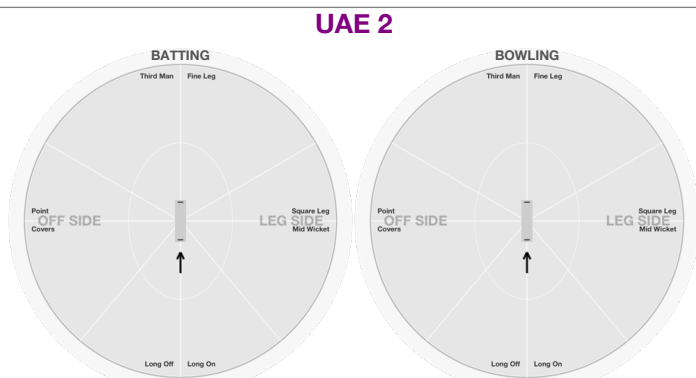 UAE 2
BATTING
Third Man Fine Leg
Point
OFF SIDE
Covers
Square Leg
LEG SIDE
Mid Wicket
Long Off Long On
BOWLING
Third Man Fine Leg
Point
OFF SIDE
Covers
Square Leg
LEG SIDE
Mid Wicket
Long Off Long On